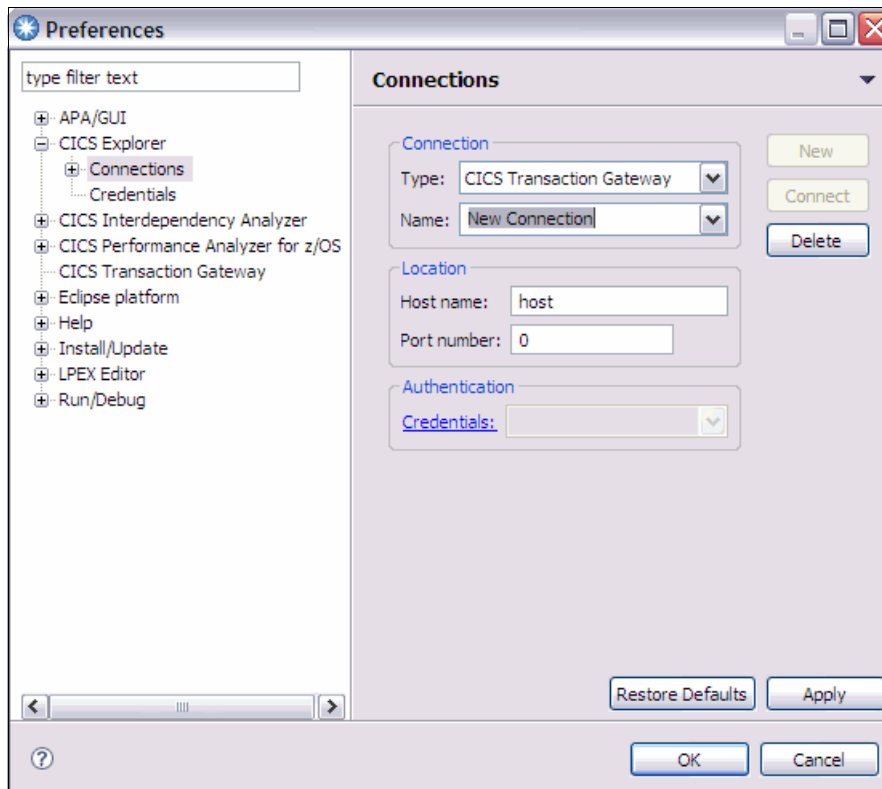 Preferences
type filter text
APA/GUI
CICS Explorer
Connections
Credentials
CICS Interdependency Analyzer
CICS Performance Analyzer for z/OS
CICS Transaction Gateway
Eclipse platform
Help
Install/Update
LPEX Editor
Run/Debug
Connections
Connection
Type: CICS Transaction Gateway
Name: New Connection
New
Connect
Delete
Location
Host name: host
Port number: 0
Authentication
Credentials:
Restore Defaults
Apply
?
OK
Cancel